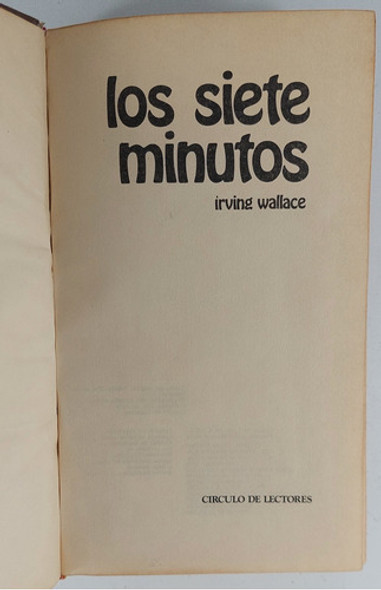 los siete
minutos
irving wallace
CIRCULO DE LECTORES